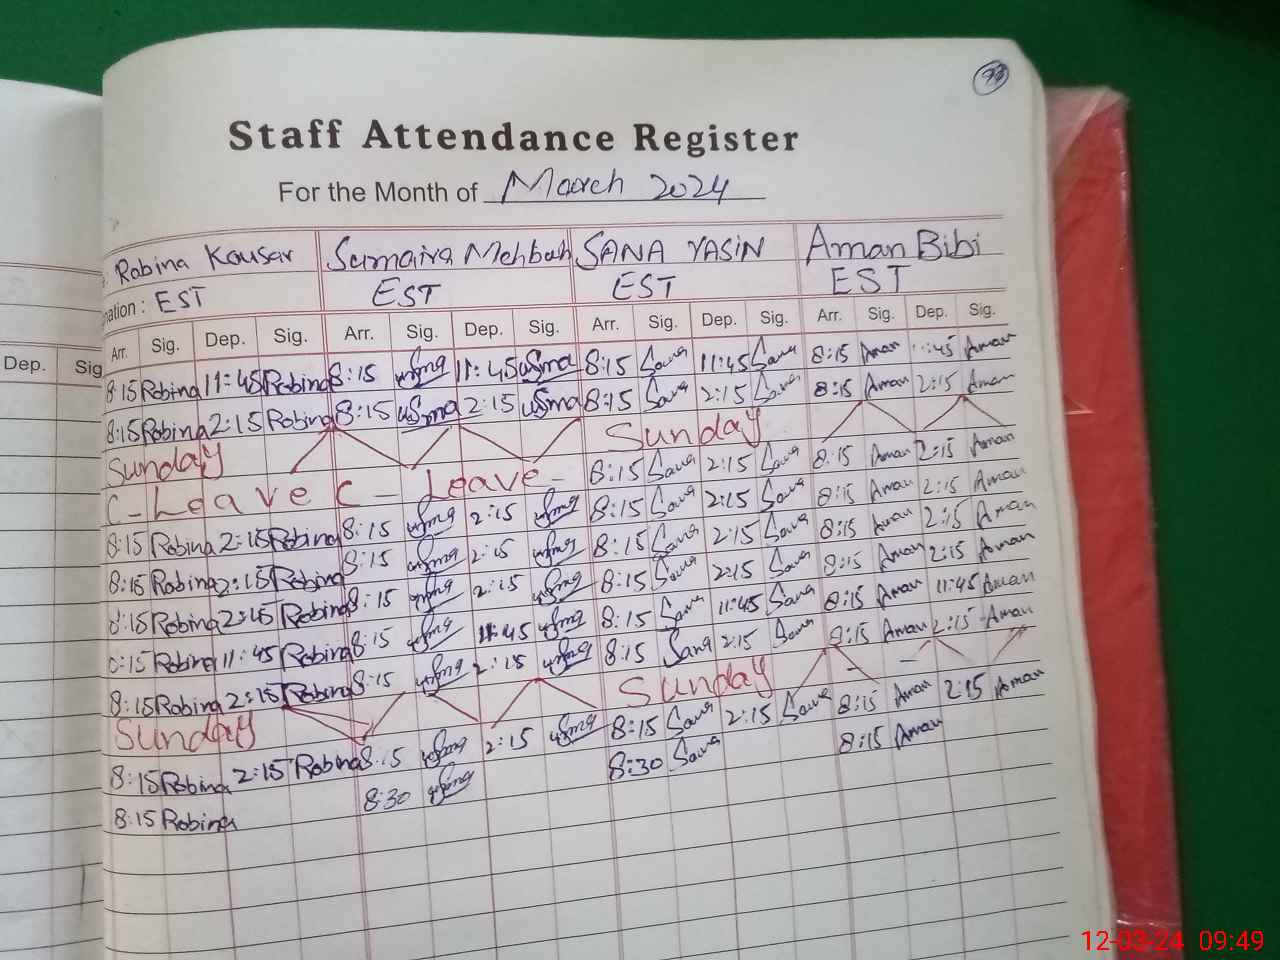 Staff Attendance Register
For the Month of March 2024
Robina Kousar Sumaira Mehbah SANA YASIN Aman Bibi
nation: EST EST EST EST
Arr. Sig. Dep. Sig. Arr. Sig. Dep. Sig. Arr. Sig. Dep. Sig. Arr. Sig. Dep. Sig.
Dep. Sig
8:15 Robina 11:45 Robina 8:15 11:45 8:15 Sana 11:45 Sana 8:15 Aman 11:45 Aman
8:15 Robina 2:15 Robina 8:15 2:15 8:15 Sana 2:15 Sana 8:15 Aman 2:15 Aman
Sunday Sunday
C-Leave C-Leave- 8:15 Sana 2:15 Sana 8:15 Aman 2:15 Aman
8:15 Robina 2:15 Robina 8:15 2:15 8:15 Sana 2:15 Sana 8:15 Aman 2:15 Aman
8:15 Robina 2:15 Robina 8:15 2:15 8:15 Sana 2:15 Sana 8:15 Aman 2:15 Aman
8:15 Robina 2:15 Robina 8:15 2:15 8:15 Sana 2:15 Sana 8:15 Aman 2:15 Aman
8:15 Robina 11:45 Robina 8:15 11:45 8:15 Sana 11:45 Sana 8:15 Aman 11:45 Aman
8:15 Robina 2:15 Robina 8:15 2:15 8:15 Sana 2:15 Sana 8:15 Aman 2:15 Aman
Sunday Sunday
8:15 Robina 2:15 Robina 8:15 2:15 8:15 Sana 2:15 Sana 8:15 Aman 2:15 Aman
8:15 Robina 8:30 8:30 Sana 8:15 Aman
12-03-24 09:49